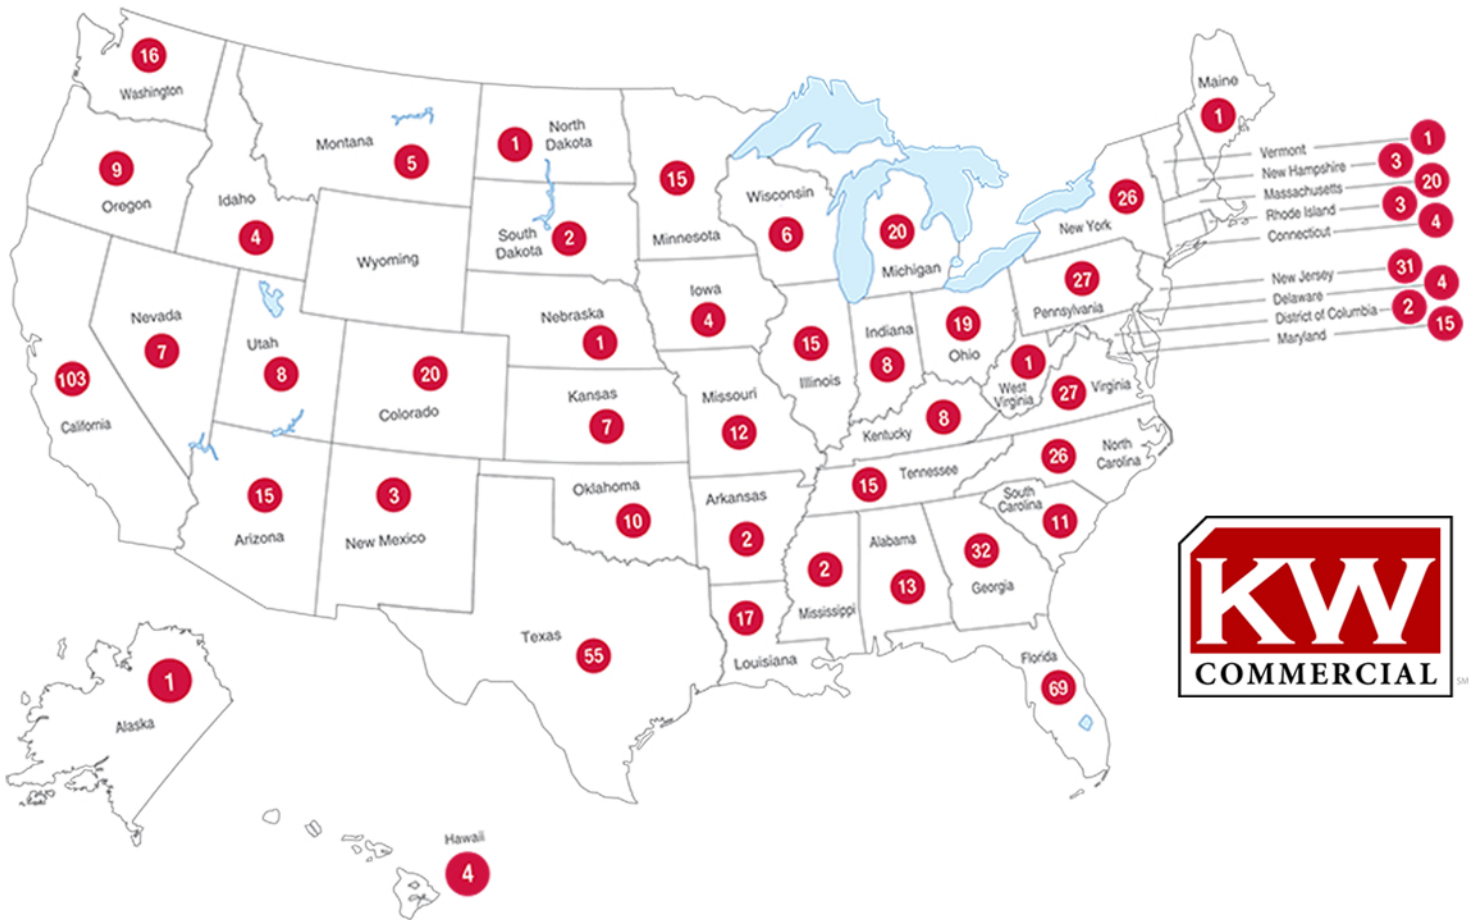 16
Washington
9
Oregon
Montana
5
Idaho
4
1
North
Dakota
South
Dakota
2
15
Minnesota
Wisconsin
6
20
Michigan
Wyoming
Nevada
7
Utah
8
103
California
20
Colorado
Nebraska
1
Kansas
7
Iowa
4
Missouri
12
15
Illinois
Indiana
8
19
Ohio
1
West
Virginia
27
Virginia
8
Kentucky
26
North
Carolina
15
Tennessee
South
Carolina
11
15
Arizona
3
New Mexico
Oklahoma
10
Arkansas
2
2
Mississippi
Alabama
13
32
Georgia
17
Louisiana
Texas
55
Florida
69
1
Alaska
Hawaii
4
Maine
1
26
New York
27
Pennsylvania
Vermont 1
New Hampshire 3
Massachusetts 20
Rhode Island 3
Connecticut 4
New Jersey 31
Delaware 4
District of Columbia 2
Maryland 15
KW
COMMERCIAL
SM